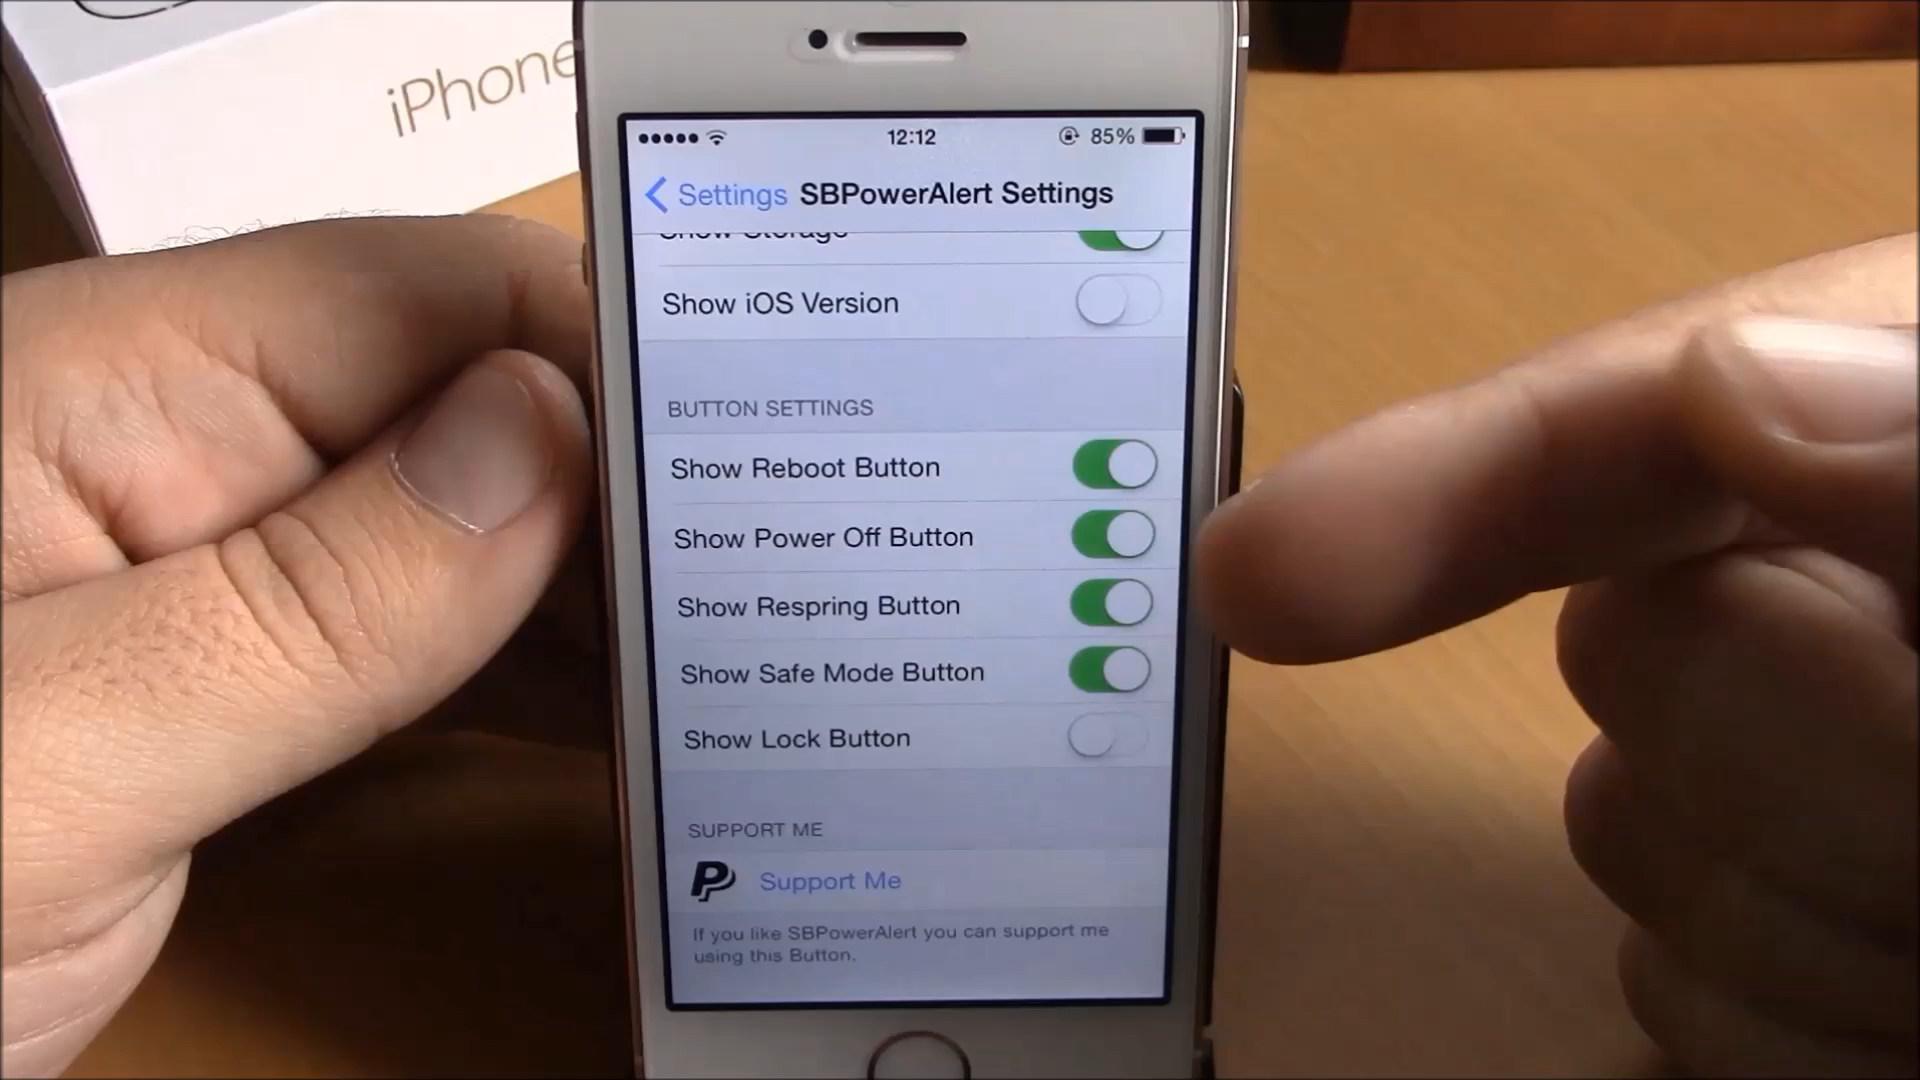 iPhone
12:12
85%
Settings SBPowerAlert Settings
Show Storage
Show iOS Version
BUTTON SETTINGS
Show Reboot Button
Show Power Off Button
Show Respring Button
Show Safe Mode Button
Show Lock Button
SUPPORT ME
Support Me
If you like SBPowerAlert you can support me
using this Button.